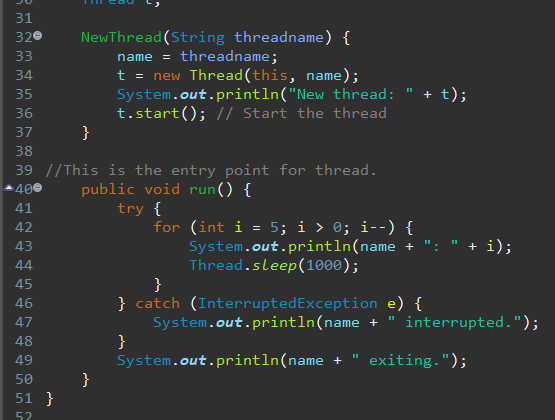 30 Thread t;
31
32 NewThread(String threadname) {
33 name = threadname;
34 t = new Thread(this, name);
35 System.out.println("New thread: " + t);
36 t.start(); // Start the thread
37 }
38
39 //This is the entry point for thread.
40 public void run() {
41 try {
42 for (int i = 5; i > 0; i--) {
43 System.out.println(name + ": " + i);
44 Thread.sleep(1000);
45 }
46 } catch (InterruptedException e) {
47 System.out.println(name + " interrupted.");
48 }
49 System.out.println(name + " exiting.");
50 }
51 }
52